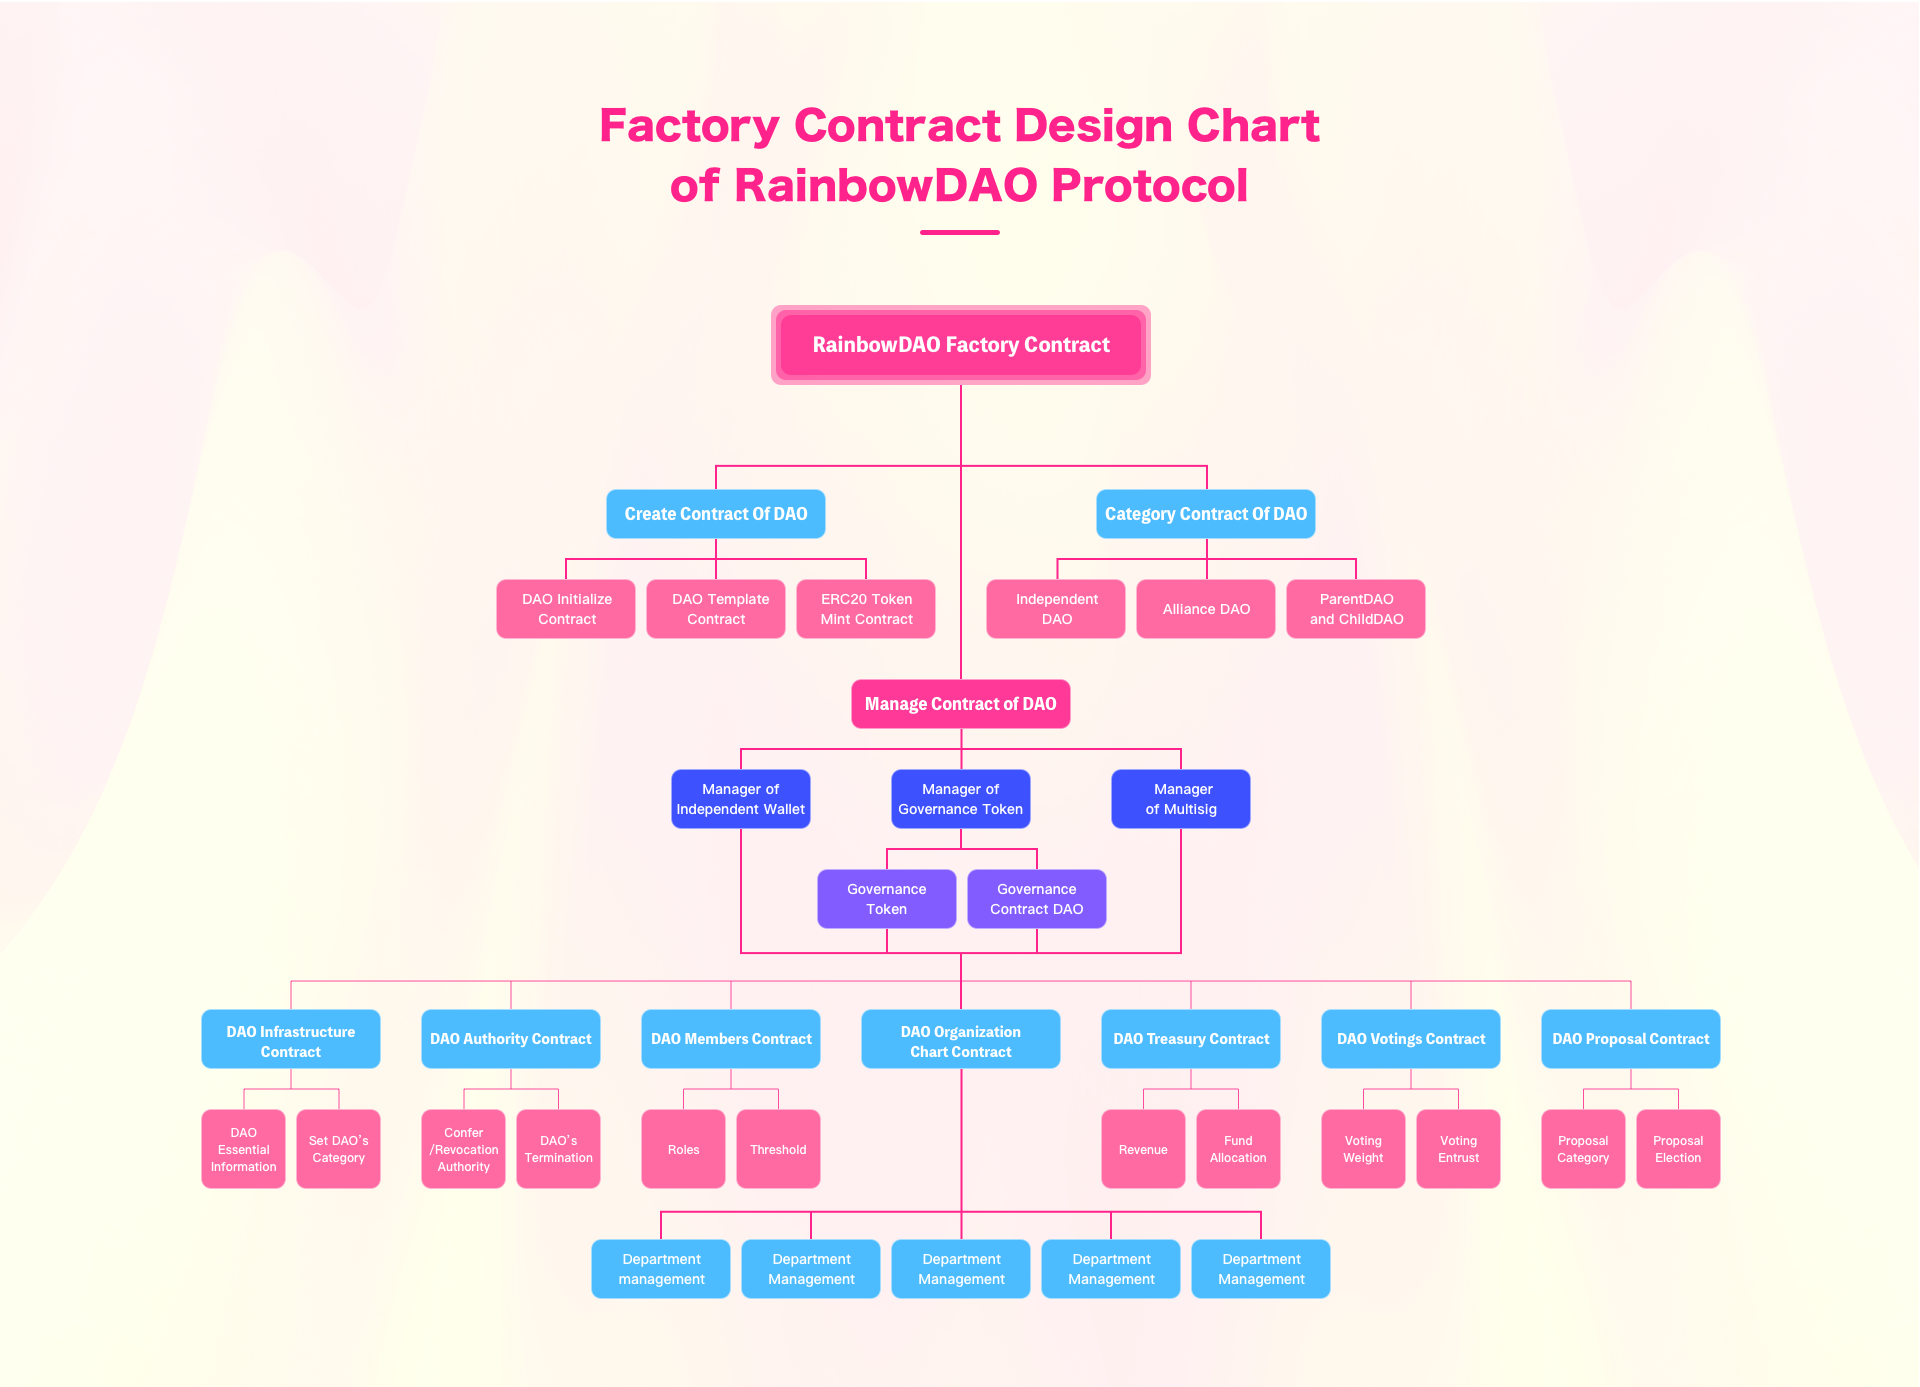 Factory Contract Design Chart
of RainbowDAO Protocol
RainbowDAO Factory Contract
Create Contract Of DAO
Category Contract Of DAO
DAO Initialize
Contract
DAO Template
Contract
ERC20 Token
Mint Contract
Independent
DAO
Alliance DAO
ParentDAO
and ChildDAO
Manage Contract of DAO
Manager of
Independent Wallet
Manager of
Governance Token
Manager
of Multisig
Governance
Token
Governance
Contract DAO
DAO Infrastructure
Contract
DAO Authority Contract
DAO Members Contract
DAO Organization
Chart Contract
DAO Treasury Contract
DAO Votings Contract
DAO Proposal Contract
DAO
Essential
Information
Set DAO's
Category
Confer
/Revocation
Authority
DAO's
Termination
Roles
Threshold
Revenue
Fund
Allocation
Voting
Weight
Voting
Entrust
Proposal
Category
Proposal
Election
Department
management
Department
Management
Department
Management
Department
Management
Department
Management